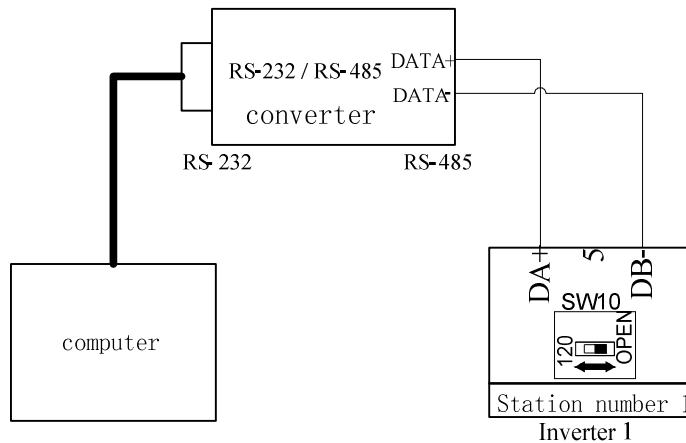 RS-232 / RS-485
DATA+
DATA-
converter
RS-232
RS-485
computer
DA+
5
DB-
SW10
120
OPEN
Station number 1
Inverter 1